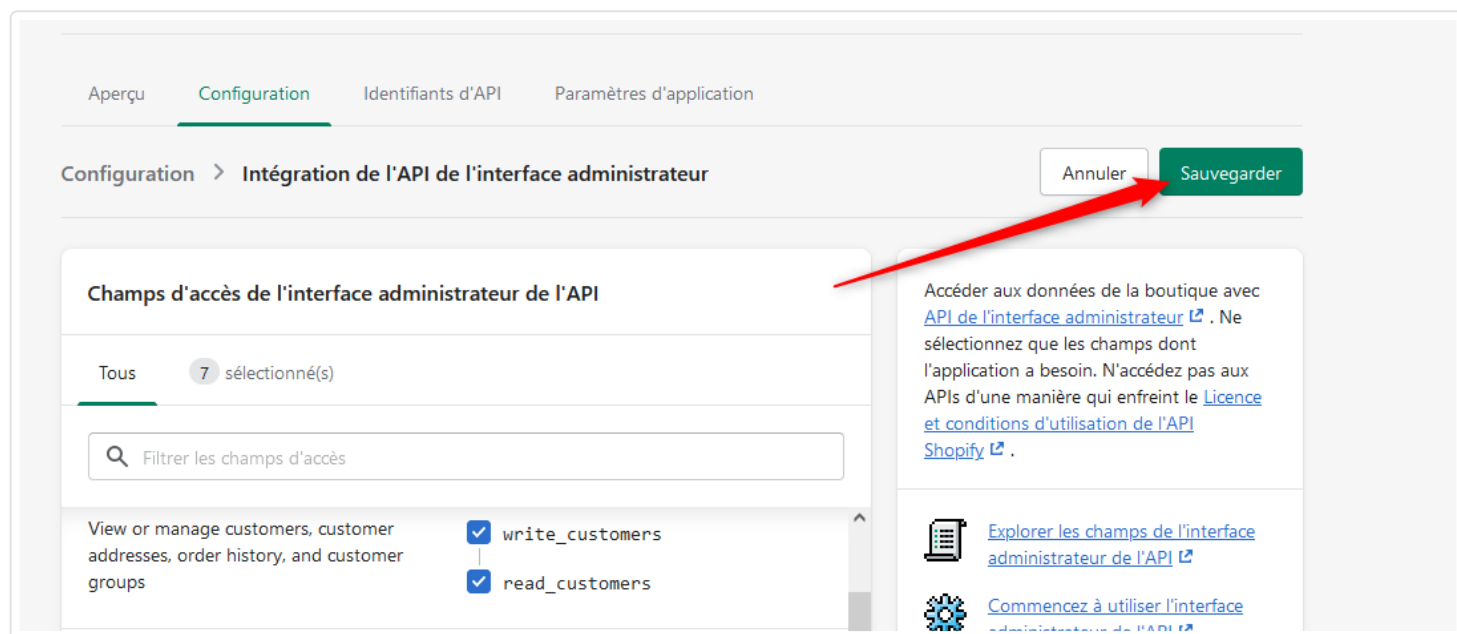 Aperçu Configuration Identifiants d'API Paramètres d'application
Configuration > Intégration de l'API de l'interface administrateur
Annuler Sauvegarder
Champs d'accès de l'interface administrateur de l'API
Tous 7 sélectionné(s)
Filtrer les champs d'accès
View or manage customers, customer
addresses, order history, and customer
groups
write_customers
read_customers
Accéder aux données de la boutique avec
API de l'interface administrateur . Ne
sélectionnez que les champs dont
l'application a besoin. N'accédez pas aux
APIs d'une manière qui enfreint le Licence
et conditions d'utilisation de l'API
Shopify .
Explorer les champs de l'interface
administrateur de l'API
Commencez à utiliser l'interface
administrateur de l'API